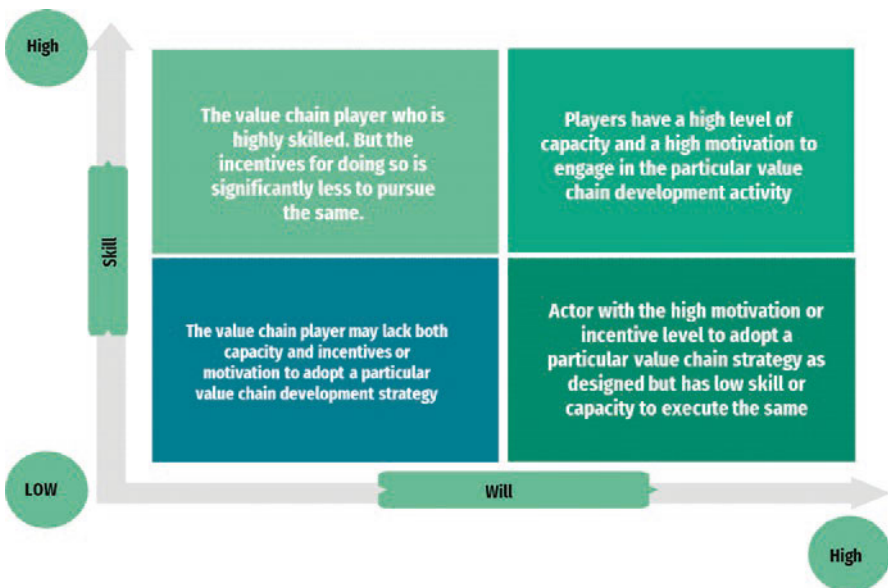 High
The value chain player who is
highly skilled. But the
incentives for doing so is
significantly less to pursue
the same.
Players have a high level of
capacity and a high motivation to
engage in the particular value
chain development activity
Skill
The value chain player may lack both
capacity and incentives or
motivation to adopt a particular
value chain development strategy
Actor with the high motivation or
incentive level to adopt a
particular value chain strategy as
designed but has low skill or
capacity to execute the same
LOW
Will
High